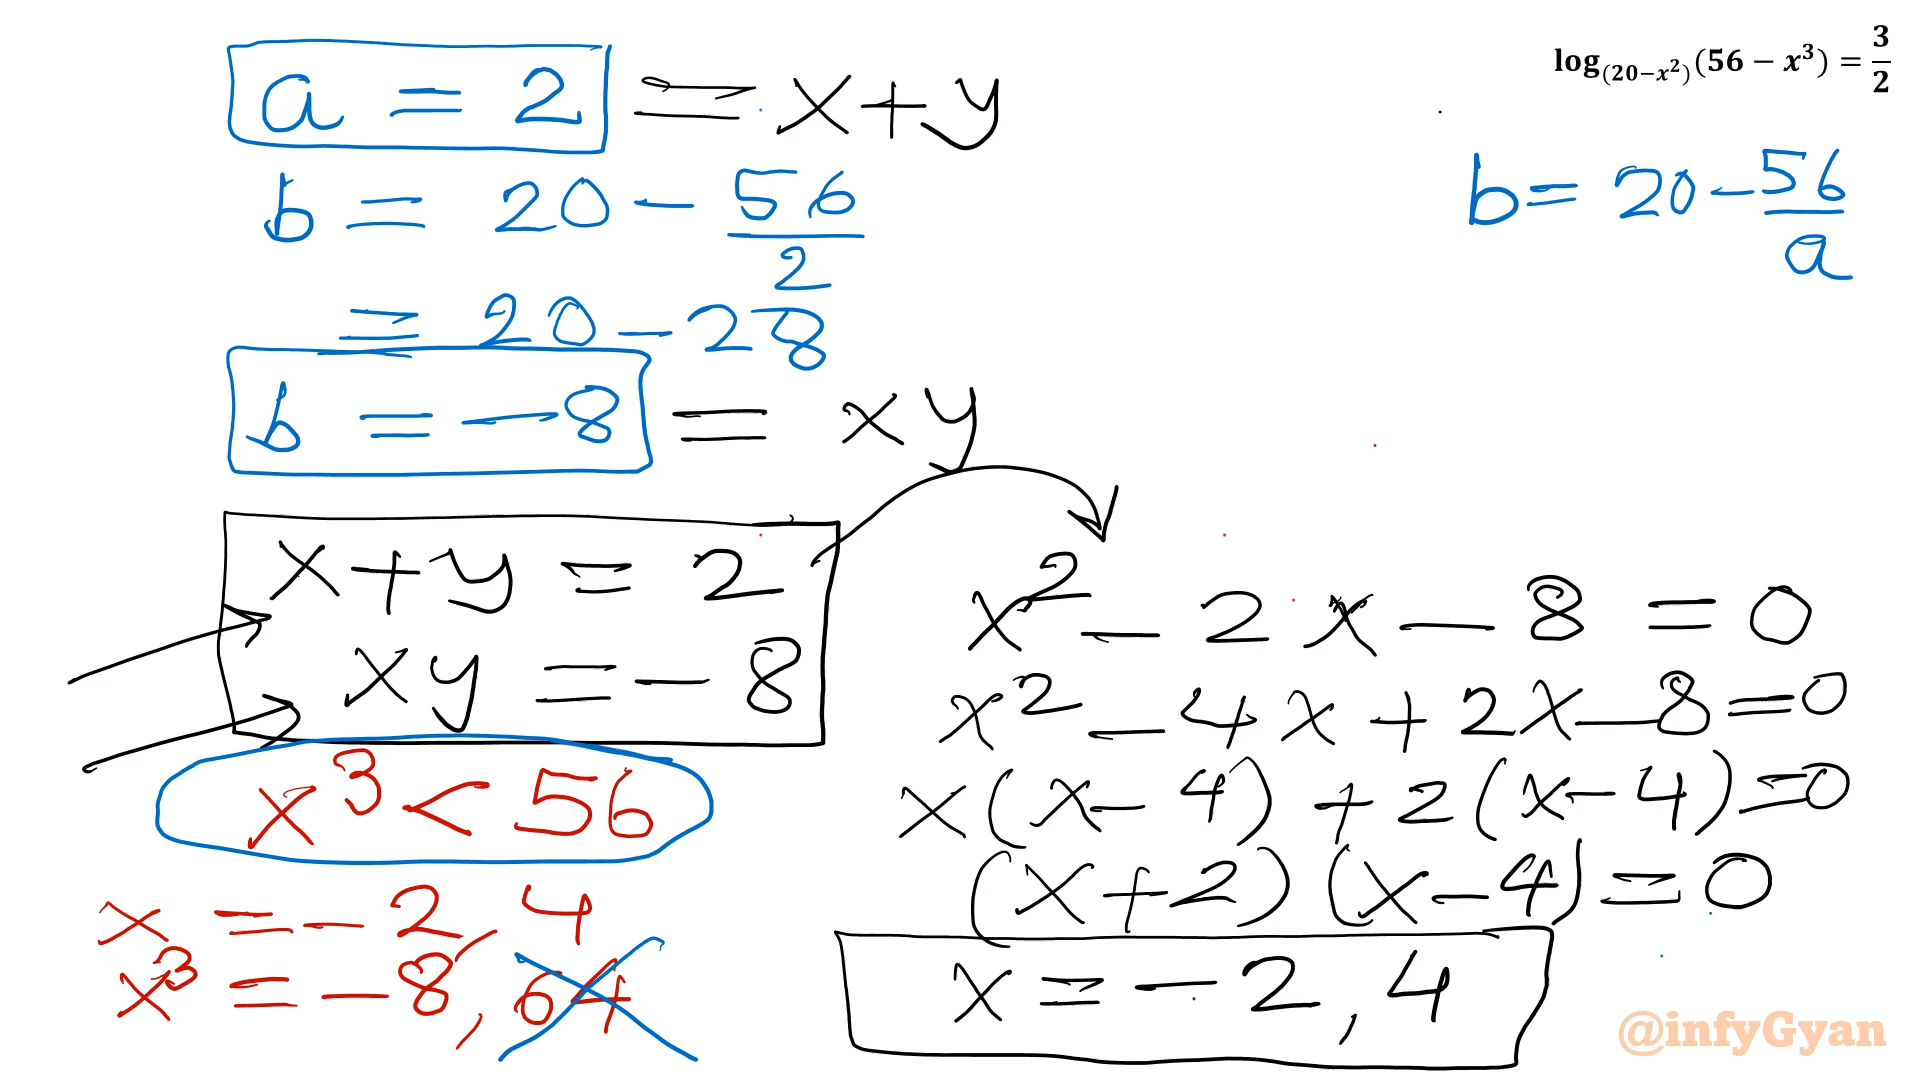 a = 2 = x+y
log₍₂₀₋ₓ²₎(56 − x³) = 3/2
b = 20 − 56/2
b = 20 − 56/a
= 20 − 28
b = −8 = xy
x+y = 2
xy = −8
x³ < 56
x = −2, 4
x³ = −8, 64
x² − 2x − 8 = 0
x² − 4x + 2x − 8 = 0
x(x−4) + 2(x−4) = 0
(x+2)(x−4) = 0
x = −2, 4
@infyGyan